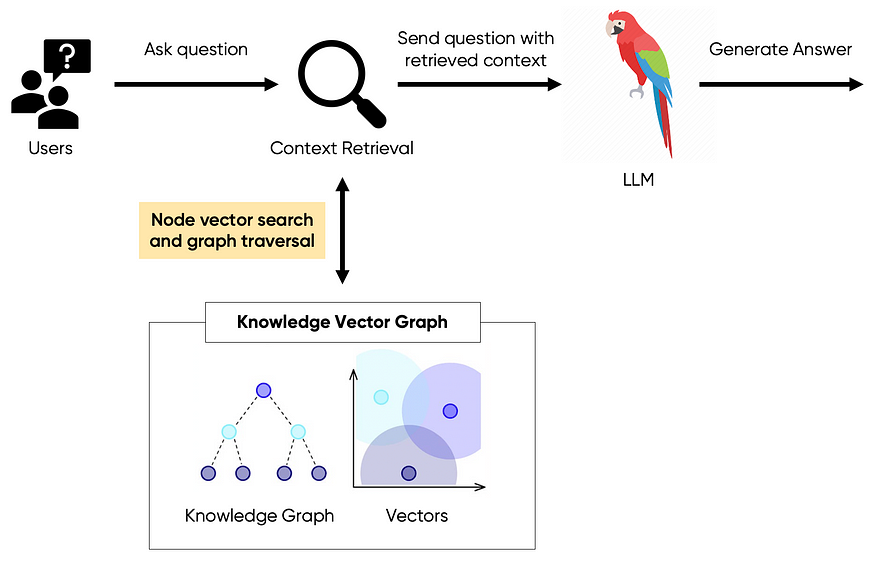 ?
Ask question
Send question with
retrieved context
Generate Answer
Users
Context Retrieval
LLM
Node vector search
and graph traversal
Knowledge Vector Graph
Knowledge Graph
Vectors